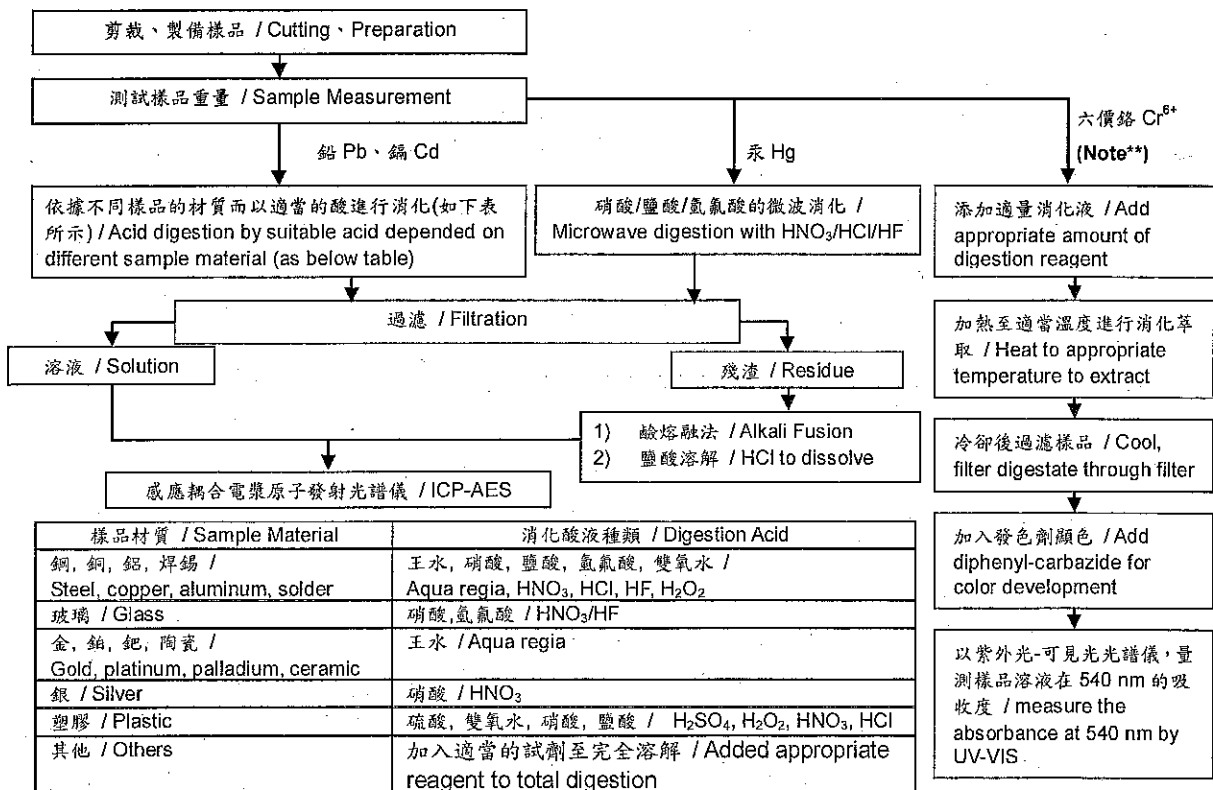 剪裁、製備樣品 / Cutting、Preparation
測試樣品重量 / Sample Measurement
鉛 Pb、鎘 Cd
汞 Hg
六價鉻 Cr⁶⁺
(Note**)
依據不同樣品的材質而以適當的酸進行消化(如下表
所示) / Acid digestion by suitable acid depended on
different sample material (as below table)
硝酸/鹽酸/氫氟酸的微波消化 /
Microwave digestion with HNO₃/HCl/HF
添加適量消化液 / Add
appropriate amount of
digestion reagent
過濾 / Filtration
溶液 / Solution
殘渣 / Residue
加熱至適當溫度進行消化萃
取 / Heat to appropriate
temperature to extract
1) 鹼熔融法 / Alkali Fusion
2) 鹽酸溶解 / HCl to dissolve
冷卻後過濾樣品 / Cool,
filter digestate through filter
感應耦合電漿原子發射光譜儀 / ICP-AES
樣品材質 / Sample Material
消化酸液種類 / Digestion Acid
鋼, 銅, 鋁, 焊錫 /
Steel, copper, aluminum, solder
王水, 硝酸, 鹽酸, 氫氟酸, 雙氧水 /
Aqua regia, HNO₃, HCl, HF, H₂O₂
玻璃 / Glass
硝酸,氫氟酸 / HNO₃/HF
金, 鉑, 鈀, 陶瓷 /
Gold, platinum, palladium, ceramic
王水 / Aqua regia
銀 / Silver
硝酸 / HNO₃
塑膠 / Plastic
硫酸, 雙氧水, 硝酸, 鹽酸 / H₂SO₄, H₂O₂, HNO₃, HCl
其他 / Others
加入適當的試劑至完全溶解 / Added appropriate
reagent to total digestion
加入發色劑顯色 / Add
diphenyl-carbazide for
color development
以紫外光-可見光光譜儀，量
測樣品溶液在 540 nm 的吸
收度 / measure the
absorbance at 540 nm by
UV-VIS